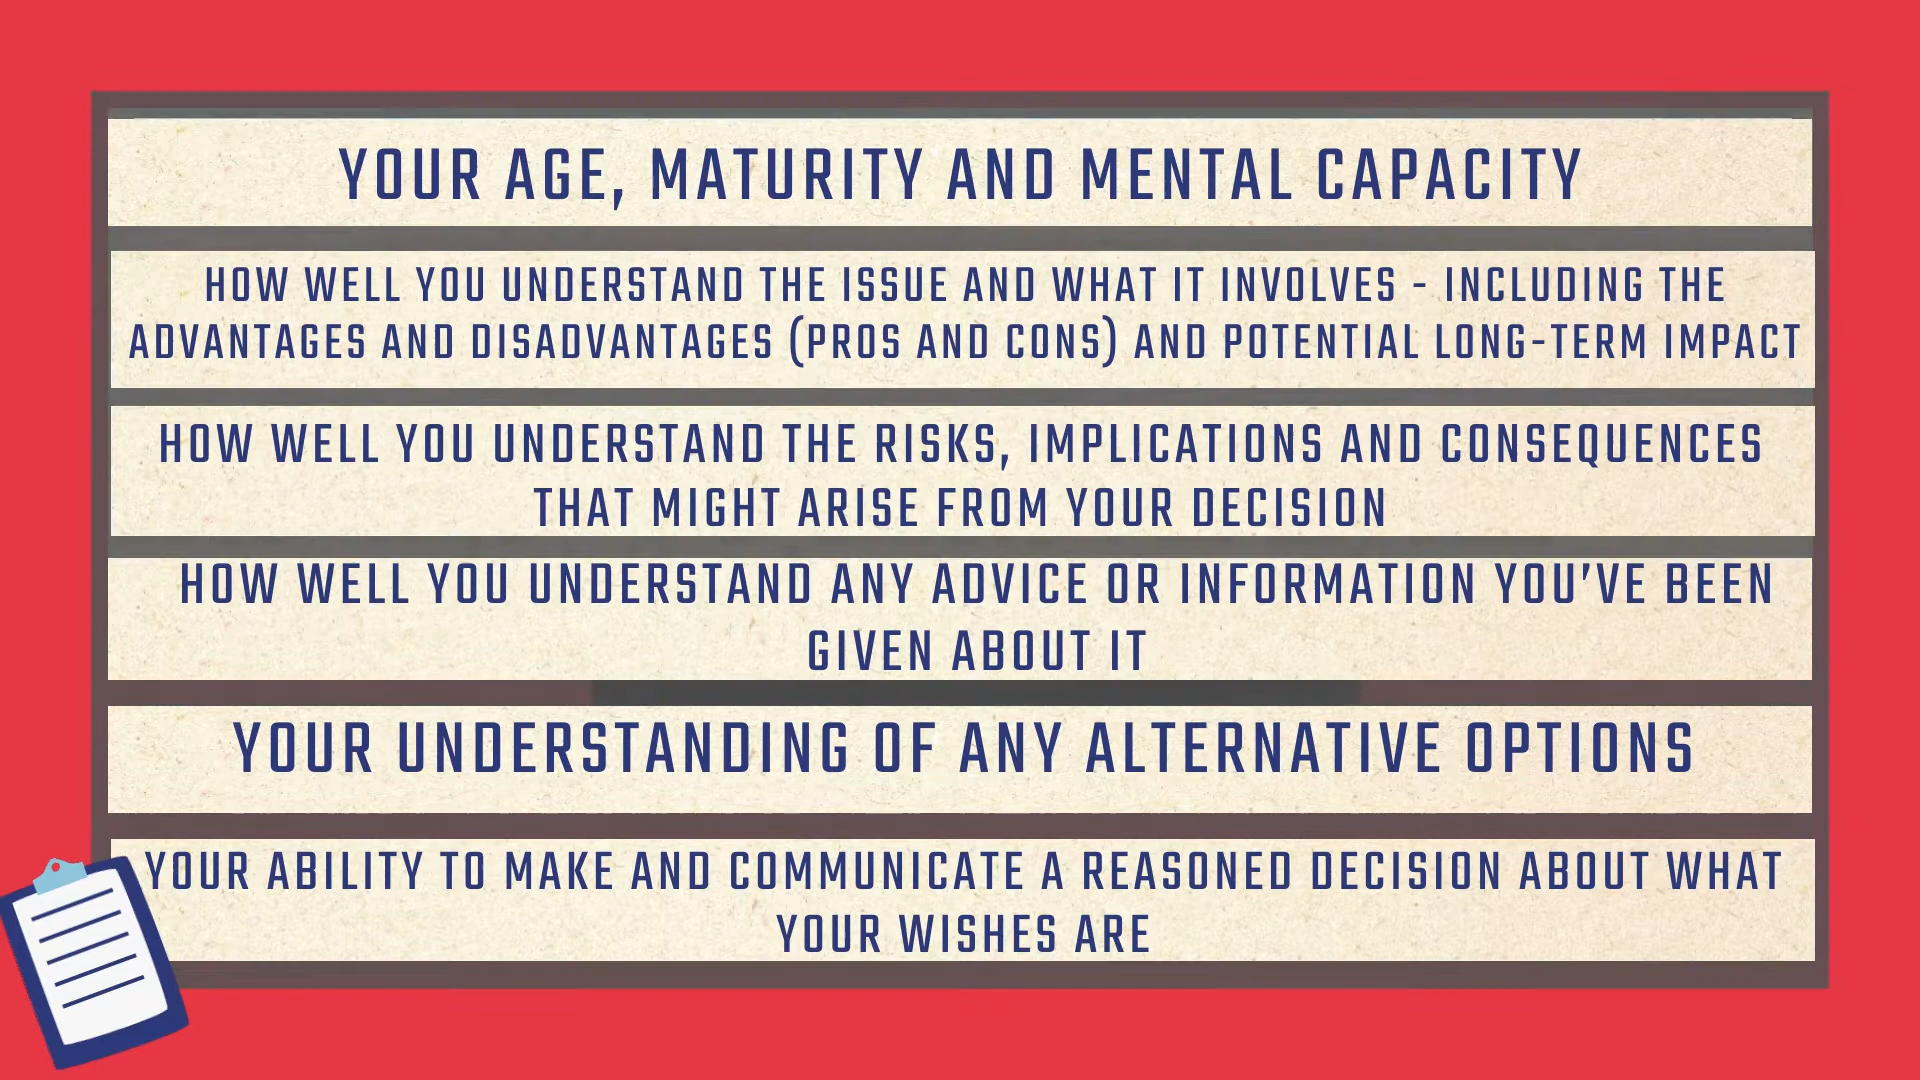 YOUR AGE, MATURITY AND MENTAL CAPACITY
HOW WELL YOU UNDERSTAND THE ISSUE AND WHAT IT INVOLVES - INCLUDING THE
ADVANTAGES AND DISADVANTAGES (PROS AND CONS) AND POTENTIAL LONG-TERM IMPACT
HOW WELL YOU UNDERSTAND THE RISKS, IMPLICATIONS AND CONSEQUENCES
THAT MIGHT ARISE FROM YOUR DECISION
HOW WELL YOU UNDERSTAND ANY ADVICE OR INFORMATION YOU'VE BEEN
GIVEN ABOUT IT
YOUR UNDERSTANDING OF ANY ALTERNATIVE OPTIONS
YOUR ABILITY TO MAKE AND COMMUNICATE A REASONED DECISION ABOUT WHAT
YOUR WISHES ARE